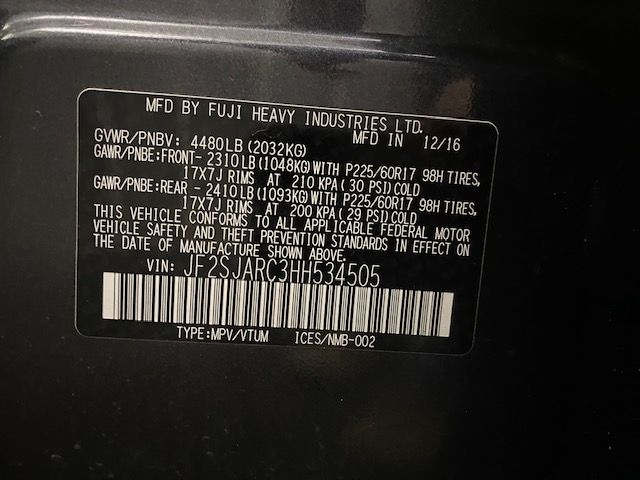 MFD BY FUJI HEAVY INDUSTRIES LTD.
MFD IN 12/16
GVWR/PNBV: 4480LB(2032KG)
GAWR/PNBE:FRONT- 2310LB(1048KG)WITH P225/60R17 98H TIRES,
17X7J RIMS AT 210 KPA( 30 PSI)COLD
GAWR/PNBE:REAR - 2410LB(1093KG)WITH P225/60R17 98H TIRES,
17X7J RIMS AT 200 KPA( 29 PSI)COLD
THIS VEHICLE CONFORMS TO ALL APPLICABLE FEDERAL MOTOR
VEHICLE SAFETY AND THEFT PREVENTION STANDARDS IN EFFECT ON
THE DATE OF MANUFACTURE SHOWN ABOVE.
VIN: JF2SJARC3HH534505
TYPE:MPV/VTUM ICES/NMB-002